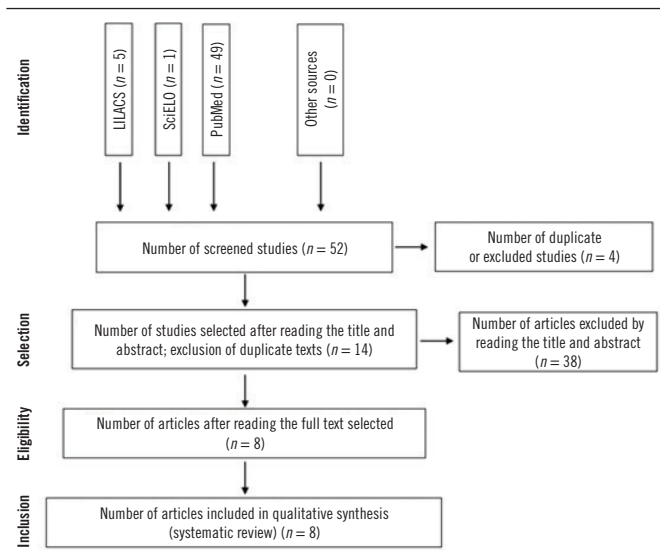 Identification
LILACS (n = 5)
SciELO (n = 1)
PubMed (n = 49)
Other sources
(n = 0)
Number of screened studies (n = 52)
Number of duplicate
or excluded studies (n = 4)
Selection
Number of studies selected after reading the title and
abstract; exclusion of duplicate texts (n = 14)
Number of articles excluded by
reading the title and abstract
(n = 38)
Eligibility
Number of articles after reading the full text selected
(n = 8)
Inclusion
Number of articles included in qualitative synthesis
(systematic review) (n = 8)